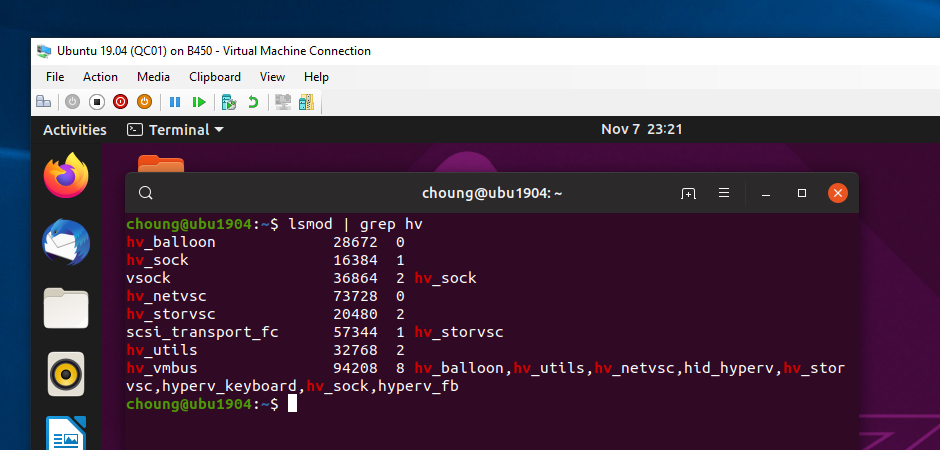 Ubuntu 19.04 (QC01) on B450 - Virtual Machine Connection
File Action Media Clipboard View Help
Activities Terminal Nov 7 23:21
choung@ubu1904: ~
choung@ubu1904:~$ lsmod | grep hv
hv_balloon 28672 0
hv_sock 16384 1
vsock 36864 2 hv_sock
hv_netvsc 73728 0
hv_storvsc 20480 2
scsi_transport_fc 57344 1 hv_storvsc
hv_utils 32768 2
hv_vmbus 94208 8 hv_balloon,hv_utils,hv_netvsc,hid_hyperv,hv_stor
vsc,hyperv_keyboard,hv_sock,hyperv_fb
choung@ubu1904:~$